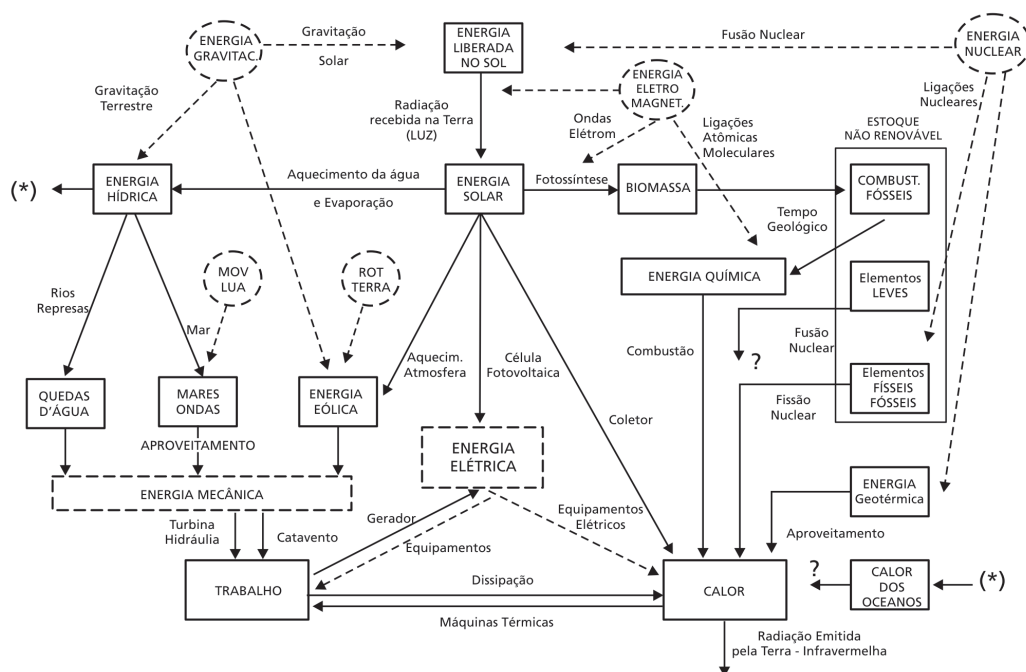 ENERGIA
GRAVITAC.
Gravitação
Solar
ENERGIA
LIBERADA
NO SOL
Fusão Nuclear
ENERGIA
NUCLEAR
Gravitação
Terrestre
Radiação
recebida na Terra
(LUZ)
ENERGIA
ELETRO
MAGNET.
Ondas
Elétrom
Ligações
Atômicas
Moleculares
Ligações
Nucleares
ESTOQUE
NÃO RENOVÁVEL
(*)
ENERGIA
HÍDRICA
Aquecimento da água
e Evaporação
ENERGIA
SOLAR
Fotossíntese
BIOMASSA
COMBUST.
FÓSSEIS
Tempo
Geológico
MOV
LUA
ROT
TERRA
ENERGIA QUÍMICA
Elementos
LEVES
Rios
Represas
Mar
Aquecim.
Atmosfera
Célula
Fotovoltaica
Combustão
?
Fusão
Nuclear
QUEDAS
D’ÁGUA
MARES
ONDAS
ENERGIA
EÓLICA
Elementos
FÍSSEIS
FÓSSEIS
Fissão
Nuclear
Coletor
APROVEITAMENTO
ENERGIA
ELÉTRICA
ENERGIA MECÂNICA
ENERGIA
Geotérmica
Turbina
Hidráulia
Catavento
Gerador
Equipamentos
Equipamentos
Elétricos
Aproveitamento
TRABALHO
Dissipação
CALOR
?
CALOR
DOS
OCEANOS
(*)
Máquinas Térmicas
Radiação Emitida
pela Terra - Infravermelha